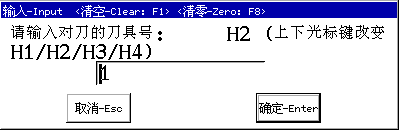 输入-Input <清空-Clear: F1> <清零-Zero: F8>
请输入对刀的刀具号: H2 (上下光标键改变
H1/H2/H3/H4)
1
取消-Esc 确定-Enter